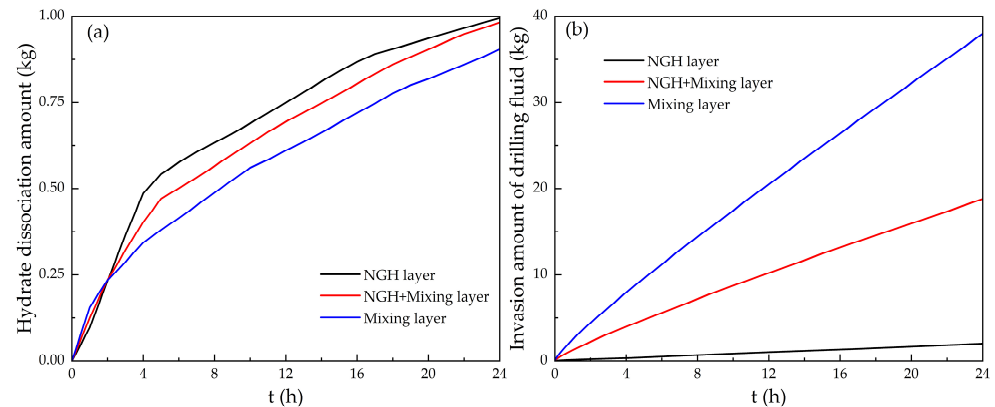 (a)
Hydrate dissociation amount (kg)
1.00
0.75
0.50
0.25
0.00
NGH layer
NGH+Mixing layer
Mixing layer
0 4 8 12 16 20 24
t (h)
(b)
Invasion amount of drilling fluid (kg)
40
30
20
10
0
NGH layer
NGH+Mixing layer
Mixing layer
0 4 8 12 16 20 24
t (h)